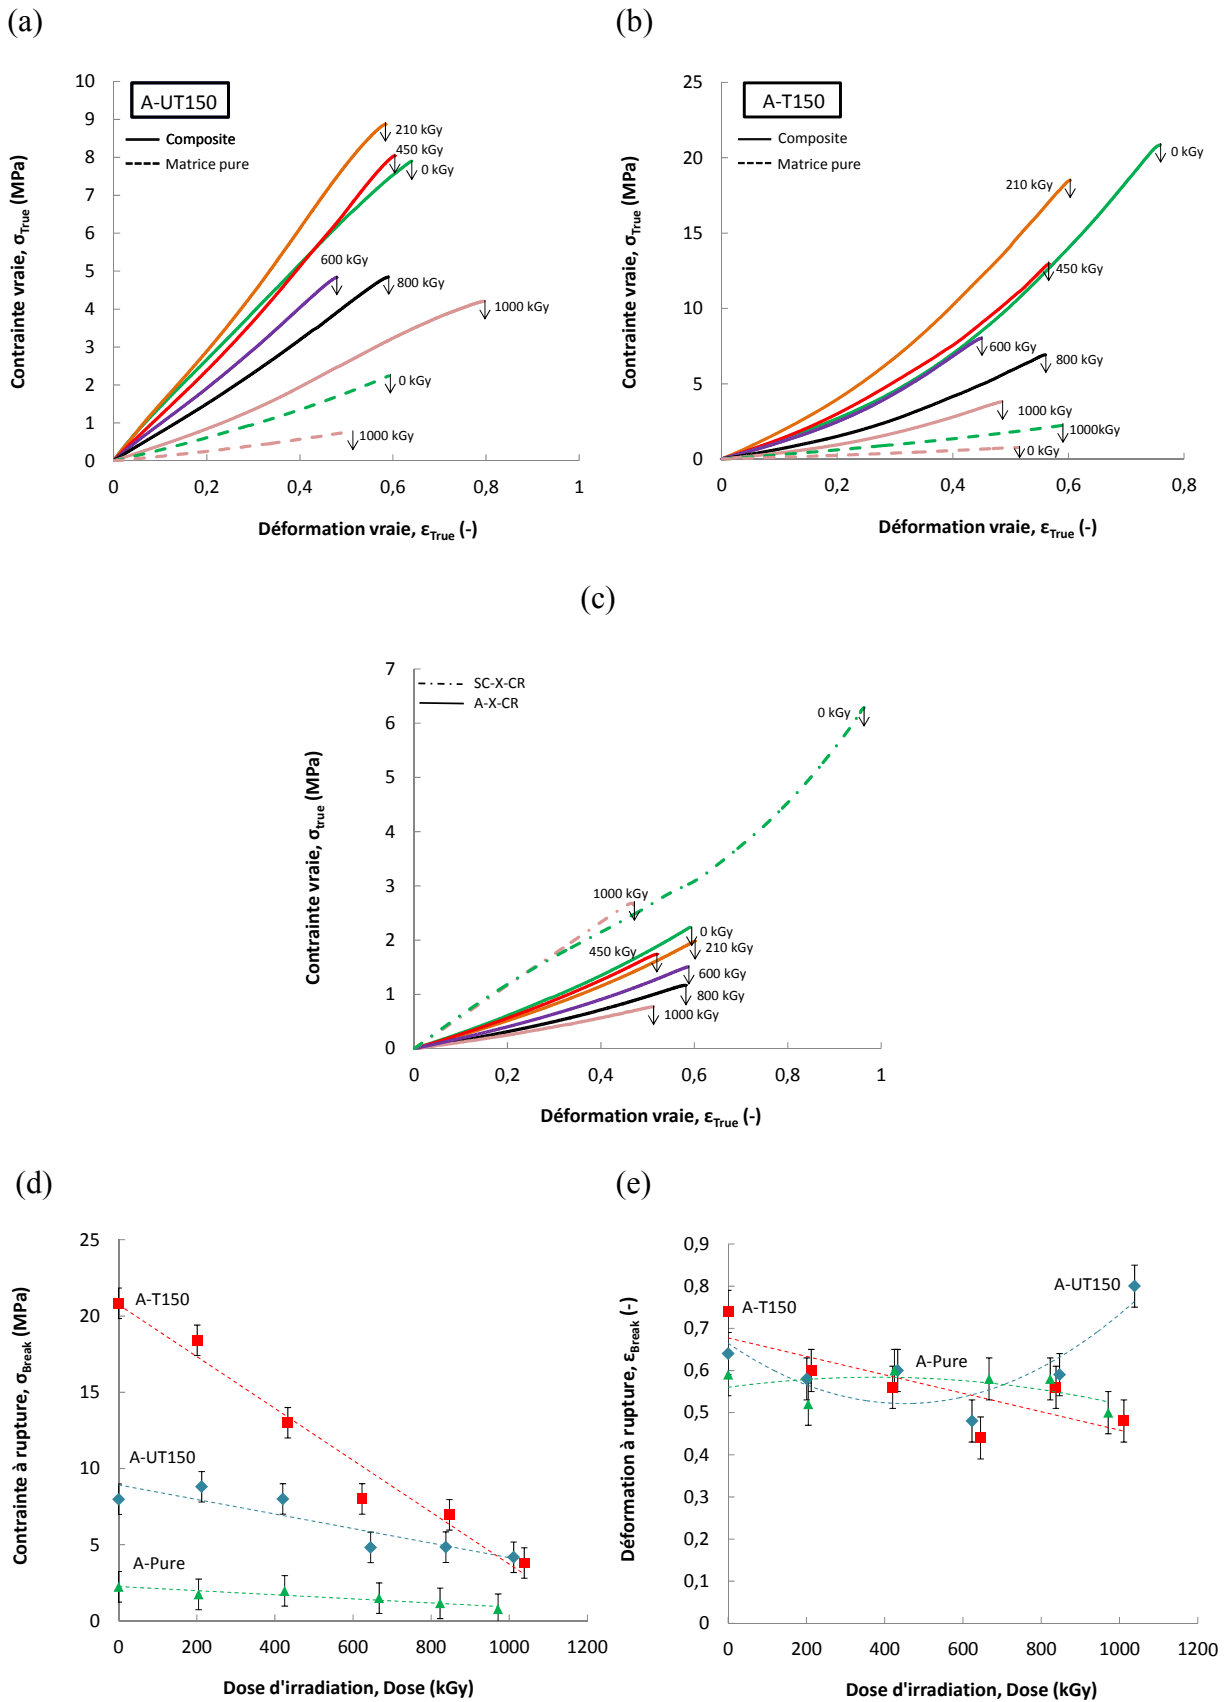 (a)
A-UT150
Composite
Matrice pure
Contrainte vraie, σTrue (MPa)
10
9
8
7
6
5
4
3
2
1
0
210 kGy
450 kGy
0 kGy
600 kGy
800 kGy
1000 kGy
0 kGy
1000 kGy
0
0,2
0,4
0,6
0,8
1
Déformation vraie, εTrue (-)
(b)
A-T150
Composite
Matrice pure
Contrainte vraie, σTrue (MPa)
25
20
15
10
5
0
0 kGy
210 kGy
450 kGy
600 kGy
800 kGy
1000 kGy
1000kGy
0 kGy
0
0,2
0,4
0,6
0,8
Déformation vraie, εTrue (-)
(c)
SC-X-CR
A-X-CR
Contrainte vraie, σtrue (MPa)
7
6
5
4
3
2
1
0
0 kGy
1000 kGy
0 kGy
450 kGy
210 kGy
600 kGy
800 kGy
1000 kGy
0
0,2
0,4
0,6
0,8
1
Déformation vraie, εTrue (-)
(d)
Contrainte à rupture, σBreak (MPa)
25
20
15
10
5
0
A-T150
A-UT150
A-Pure
0
200
400
600
800
1000
1200
Dose d'irradiation, Dose (kGy)
(e)
Déformation à rupture, εBreak (-)
0,9
0,8
0,7
0,6
0,5
0,4
0,3
0,2
0,1
0
A-UT150
A-T150
A-Pure
0
200
400
600
800
1000
1200
Dose d'irradiation, Dose (kGy)